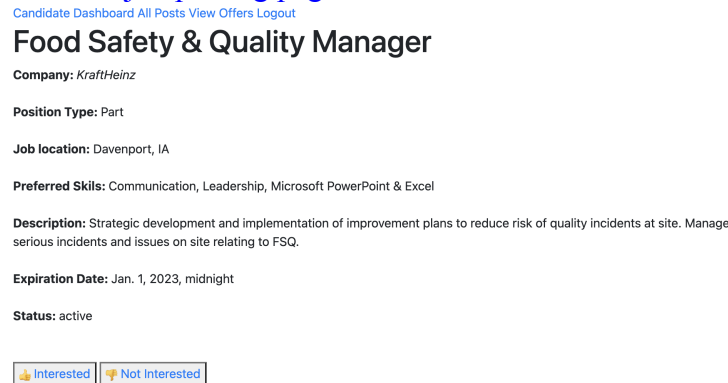 Candidate Dashboard All Posts View Offers Logout
Food Safety & Quality Manager
Company: KraftHeinz
Position Type: Part
Job location: Davenport, IA
Preferred Skils: Communication, Leadership, Microsoft PowerPoint & Excel
Description: Strategic development and implementation of improvement plans to reduce risk of quality incidents at site. Manage
serious incidents and issues on site relating to FSQ.
Expiration Date: Jan. 1, 2023, midnight
Status: active
👍 Interested 👎 Not Interested